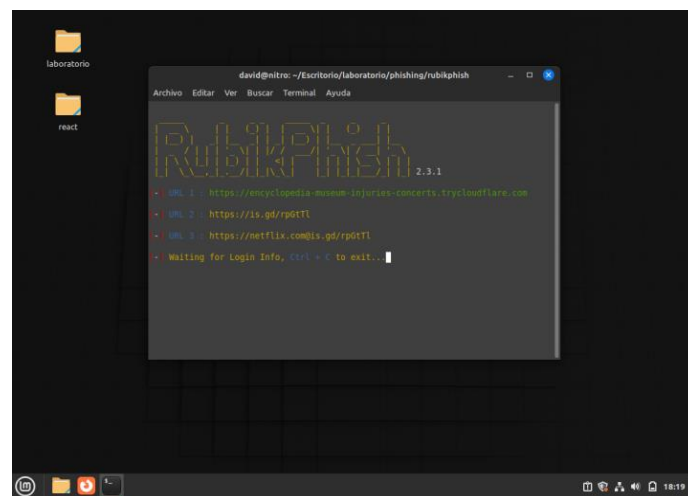 laboratorio
react
david@nitro: ~/Escritorio/laboratorio/phishing/rubikphish
Archivo Editar Ver Buscar Terminal Ayuda
RubikPhish
2.3.1
[-] URL 1 : https://encyclopedia-museum-injuries-concerts.trycloudflare.com
[-] URL 2 : https://is.gd/rpGtTl
[-] URL 3 : https://netflix.com@is.gd/rpGtTl
[-] Waiting for Login Info, Ctrl + C to exit...
18:19